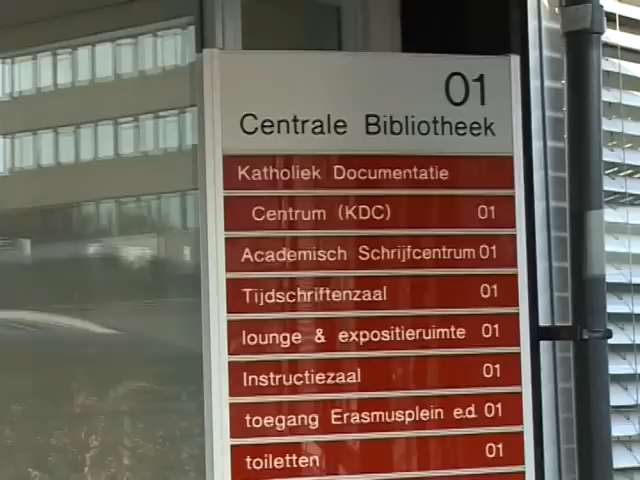 01
Centrale Bibliotheek
Katholiek Documentatie
Centrum (KDC) 01
Academisch Schrijfcentrum 01
Tijdschriftenzaal 01
lounge & expositieruimte 01
Instructiezaal 01
toegang Erasmusplein e.d. 01
toiletten 01